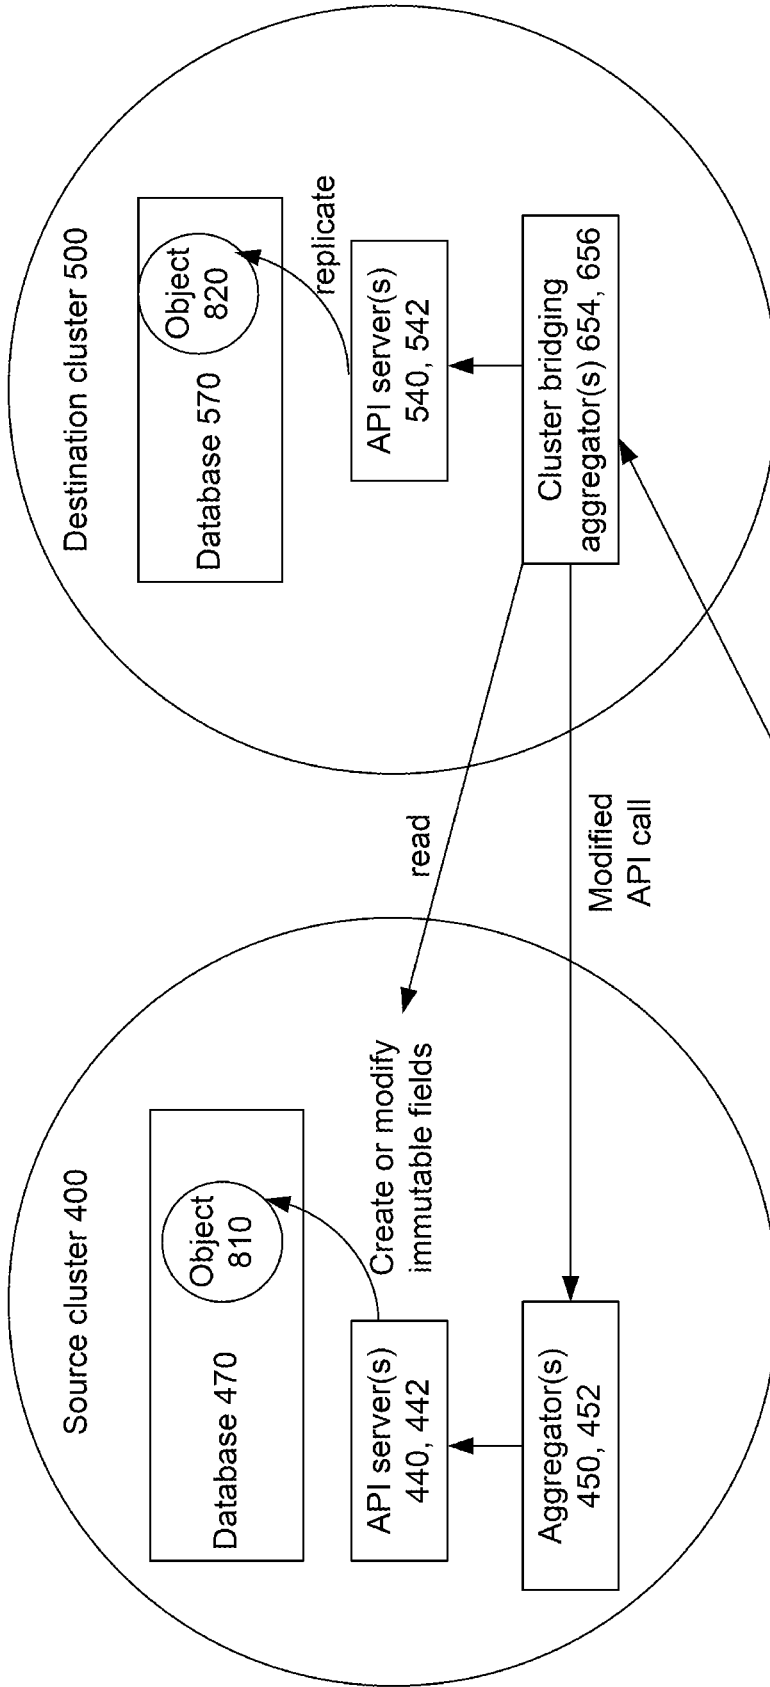 Source cluster 400
Object
810
Database 470
API server(s)
440, 442
Create or modify
immutable fields
Aggregator(s)
450, 452
read
Modified
API call
Destination cluster 500
Object
820
Database 570
replicate
API server(s)
540, 542
Cluster bridging
aggregator(s) 654, 656